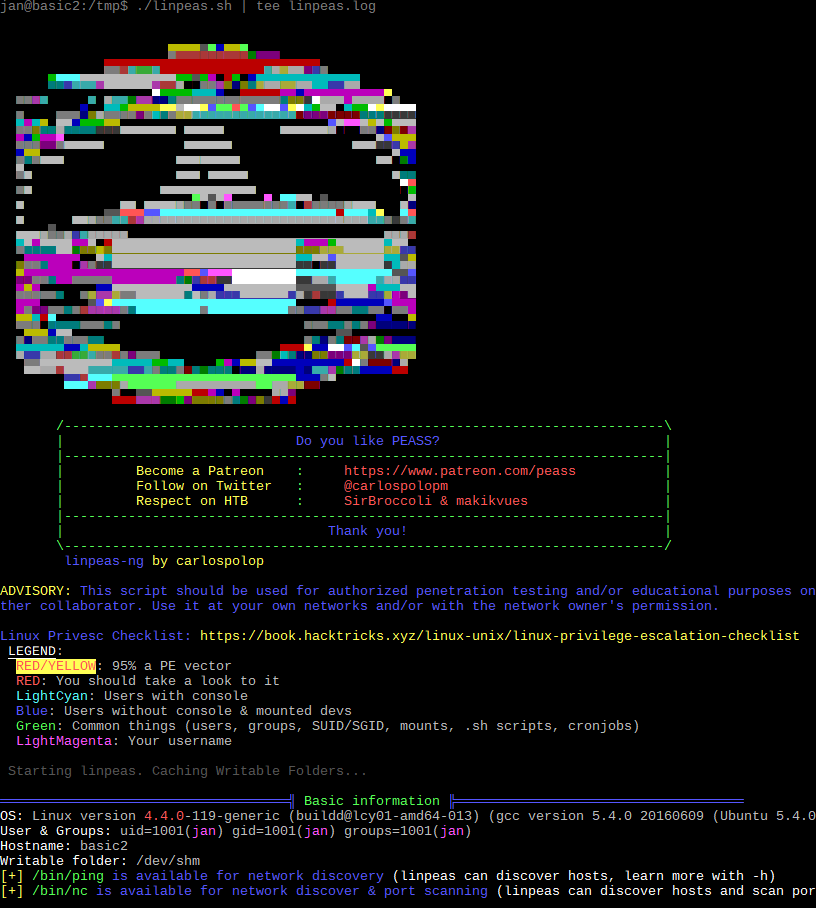 jan@basic2:/tmp$ ./linpeas.sh | tee linpeas.log
/---------------------------------------------------------------------------\
| Do you like PEASS? |
|---------------------------------------------------------------------------|
| Become a Patreon : https://www.patreon.com/peass |
| Follow on Twitter : @carlospolopm |
| Respect on HTB : SirBroccoli & makikvues |
|---------------------------------------------------------------------------|
| Thank you! |
\---------------------------------------------------------------------------/
linpeas-ng by carlospolop
ADVISORY: This script should be used for authorized penetration testing and/or educational purposes on
ther collaborator. Use it at your own networks and/or with the network owner's permission.
Linux Privesc Checklist: https://book.hacktricks.xyz/linux-unix/linux-privilege-escalation-checklist
LEGEND:
RED/YELLOW: 95% a PE vector
RED: You should take a look to it
LightCyan: Users with console
Blue: Users without console & mounted devs
Green: Common things (users, groups, SUID/SGID, mounts, .sh scripts, cronjobs)
LightMagenta: Your username
Starting linpeas. Caching Writable Folders...
════════════════════════════════════╣ Basic information ╠════════════════════════════════════
OS: Linux version 4.4.0-119-generic (buildd@lcy01-amd64-013) (gcc version 5.4.0 20160609 (Ubuntu 5.4.0
User & Groups: uid=1001(jan) gid=1001(jan) groups=1001(jan)
Hostname: basic2
Writable folder: /dev/shm
[+] /bin/ping is available for network discovery (linpeas can discover hosts, learn more with -h)
[+] /bin/nc is available for network discover & port scanning (linpeas can discover hosts and scan por